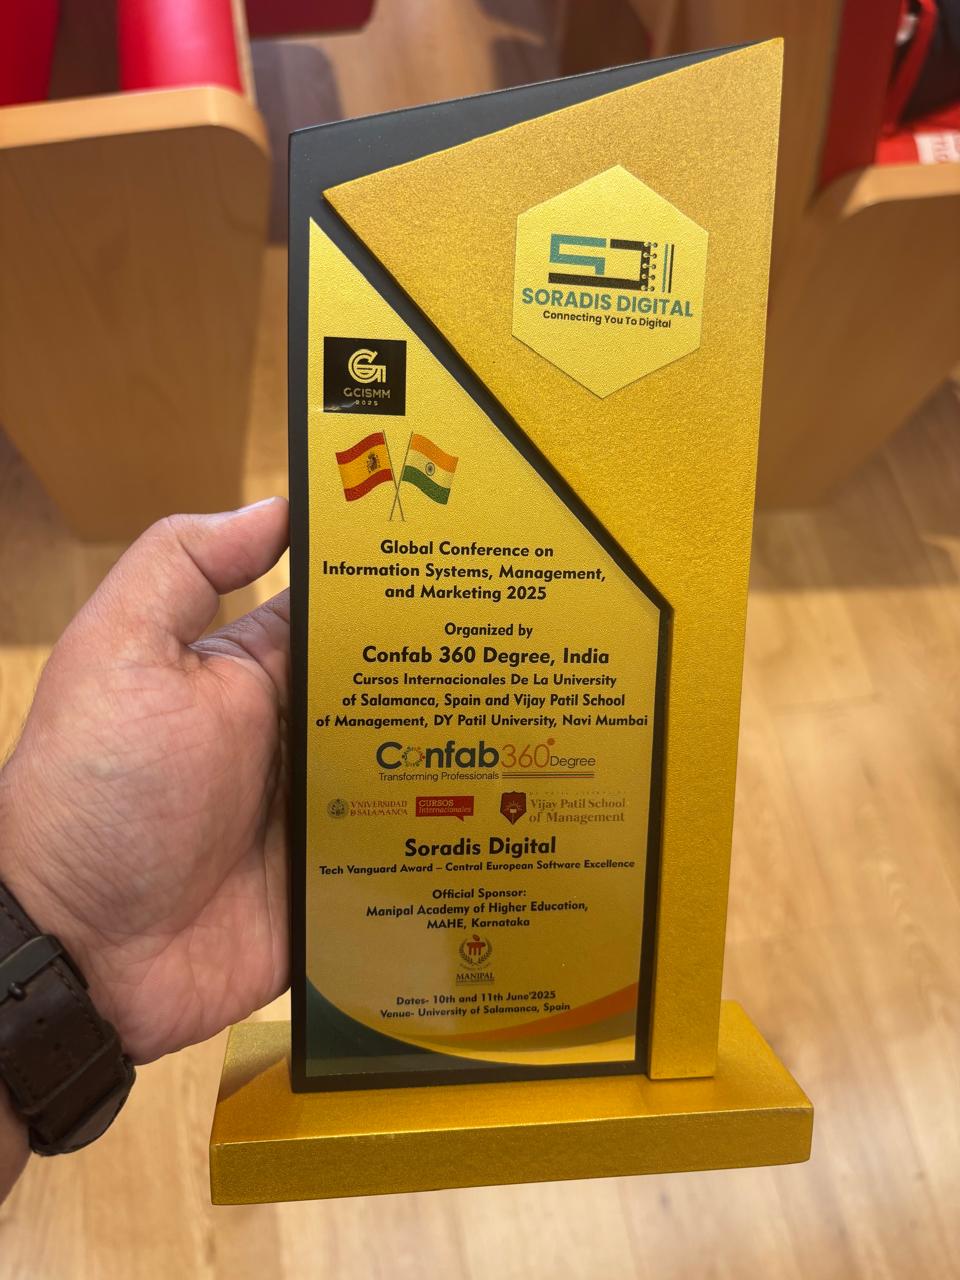 SORADIS DIGITAL
Connecting You To Digital
GCISMM
2025
Global Conference on
Information Systems, Management,
and Marketing 2025
Organized by
Confab 360 Degree, India
Cursos Internacionales De La University
of Salamanca, Spain and Vijay Patil School
of Management, DY Patil University, Navi Mumbai
Confab 360° Degree
Transforming Professionals
VNIVERSIDAD
D SALAMANCA
CURSOS
Internacionales
Vijay Patil School
of Management
Soradis Digital
Tech Vanguard Award – Central European Software Excellence
Official Sponsor:
Manipal Academy of Higher Education,
MAHE, Karnataka
MANIPAL
Dates- 10th and 11th June'2025
Venue- University of Salamanca, Spain